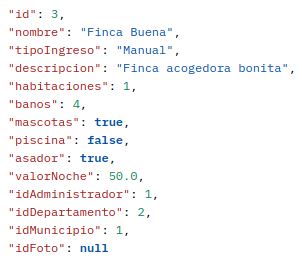 "id": 3,
"nombre": "Finca Buena",
"tipoIngreso": "Manual",
"descripcion": "Finca acogedora bonita",
"habitaciones": 1,
"banos": 4,
"mascotas": true,
"piscina": false,
"asador": true,
"valorNoche": 50.0,
"idAdministrador": 1,
"idDepartamento": 2,
"idMunicipio": 1,
"idFoto": null